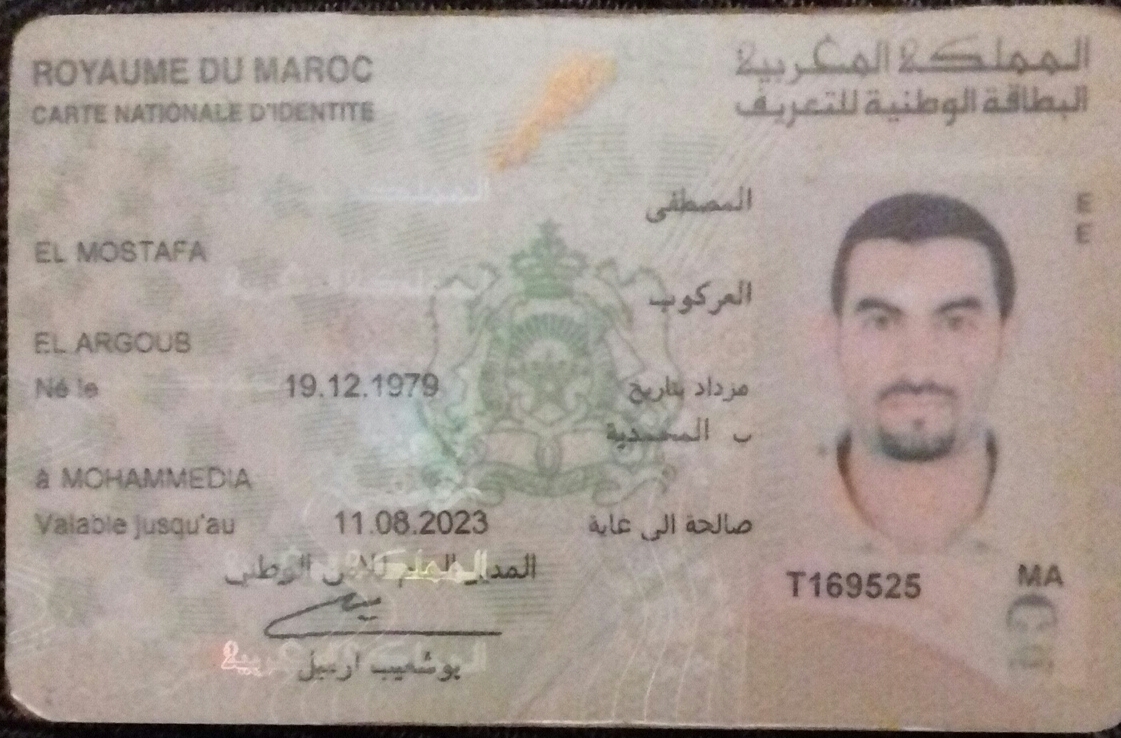 ROYAUME DU MAROC
المملكة المغربية
CARTE NATIONALE D'IDENTITE
البطاقة الوطنية للتعريف
المصطفى
EL MOSTAFA
العركوب
EL ARGOUB
Né le 19.12.1979 مزداد بتاريخ
ب المحمدية
à MOHAMMEDIA
Valable jusqu'au 11.08.2023 صالحة الى غاية
المدير العام للأمن الوطني
بوشعيب ارميل
T169525
MA
E
E